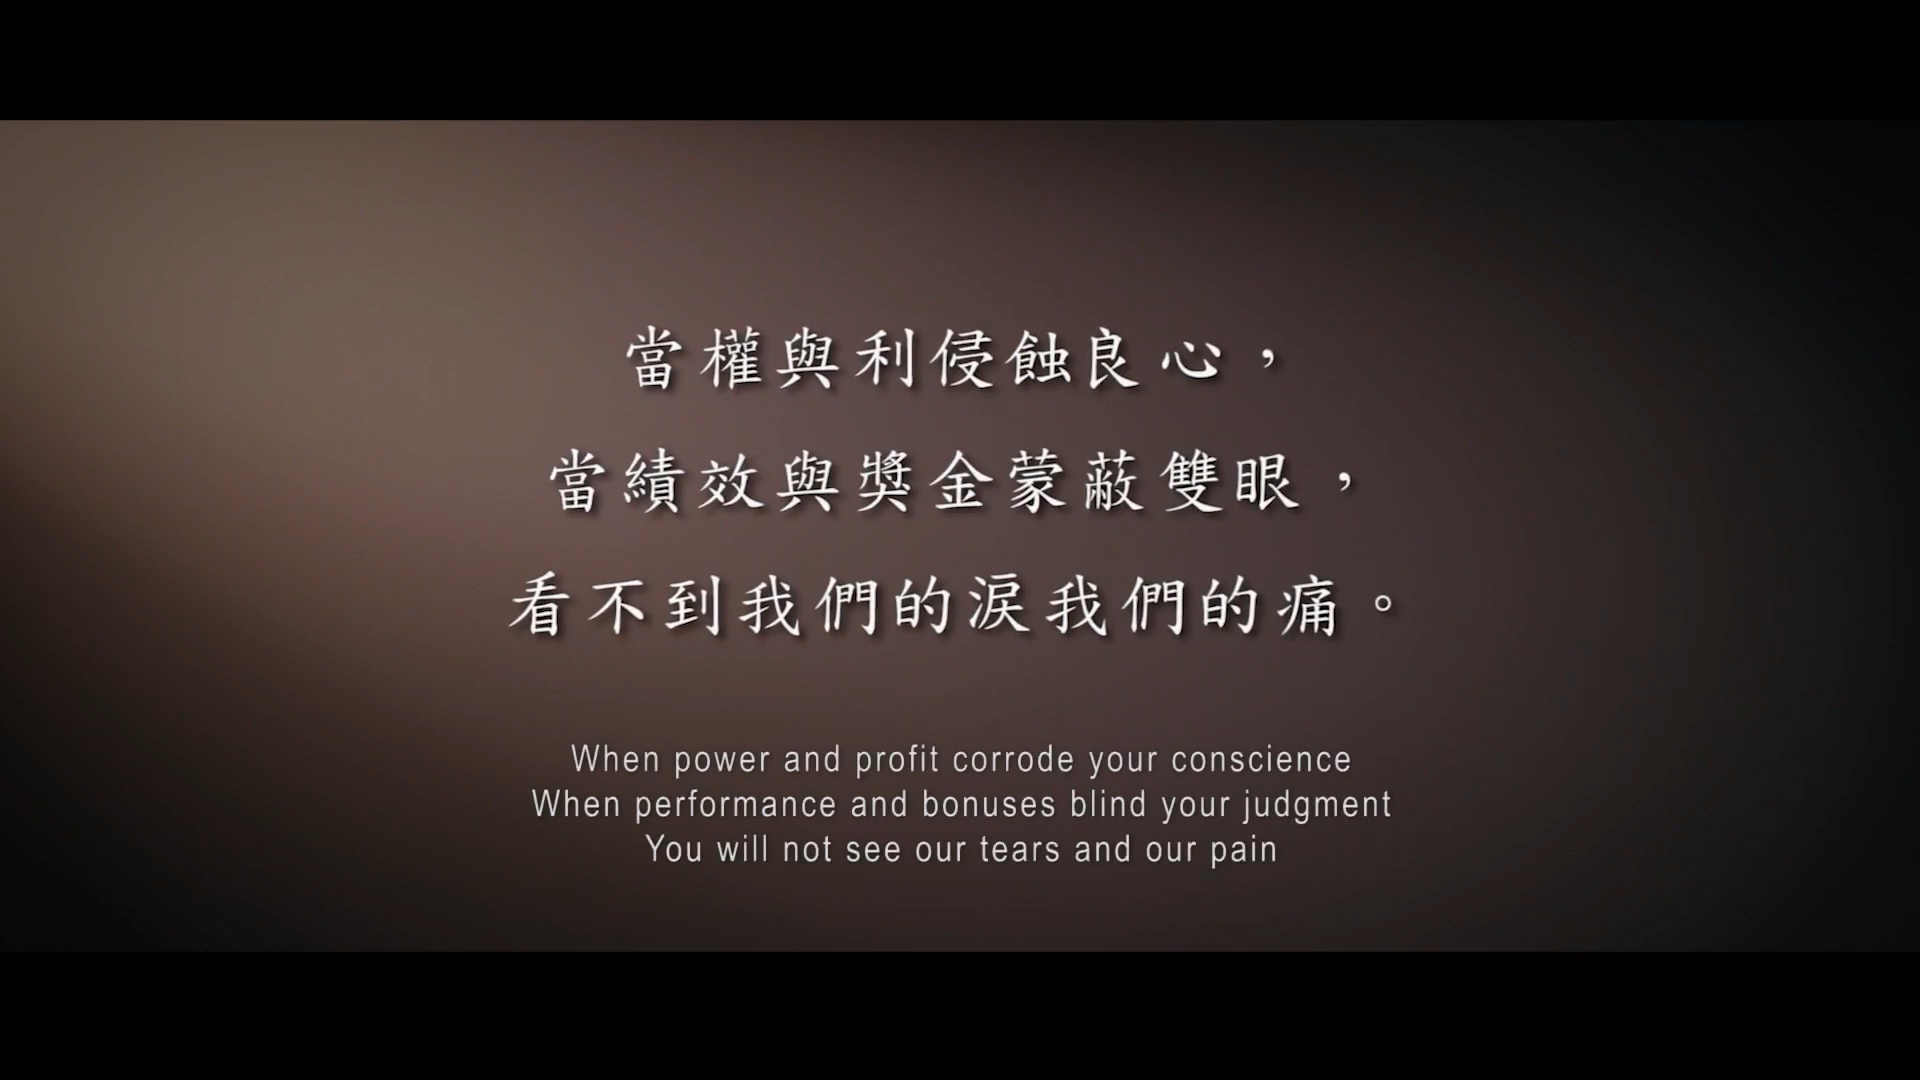 當權與利侵蝕良心，
當績效與獎金蒙蔽雙眼，
看不到我們的淚我們的痛。
When power and profit corrode your conscience
When performance and bonuses blind your judgment
You will not see our tears and our pain